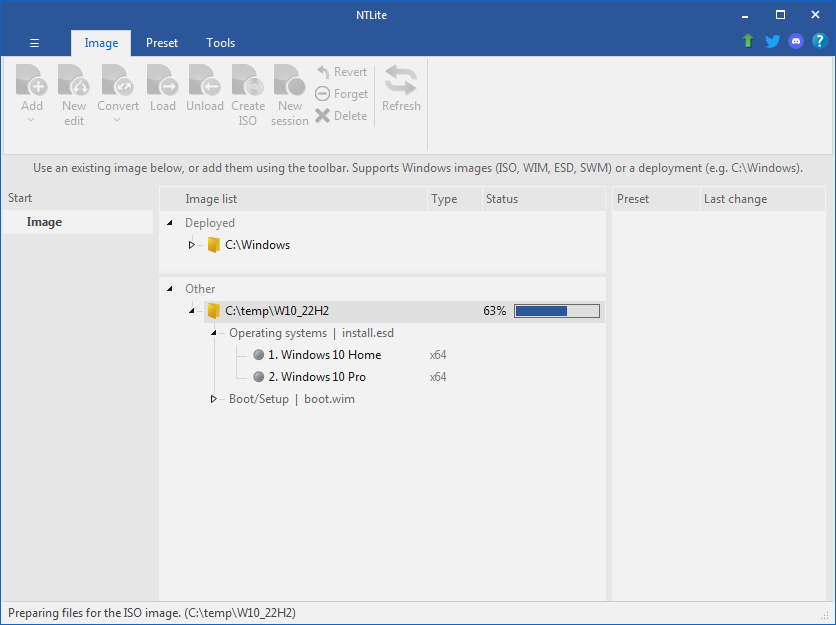 NTLite
Image Preset Tools
Add New edit Convert Load Unload Create ISO New session Revert Forget Delete Refresh
Use an existing image below, or add them using the toolbar. Supports Windows images (ISO, WIM, ESD, SWM) or a deployment (e.g. C:\Windows).
Start
Image
Image list Type Status
Deployed
C:\Windows
Other
C:\temp\W10_22H2 63%
Operating systems | install.esd
1. Windows 10 Home x64
2. Windows 10 Pro x64
Boot/Setup | boot.wim
Preset Last change
Preparing files for the ISO image. (C:\temp\W10_22H2)